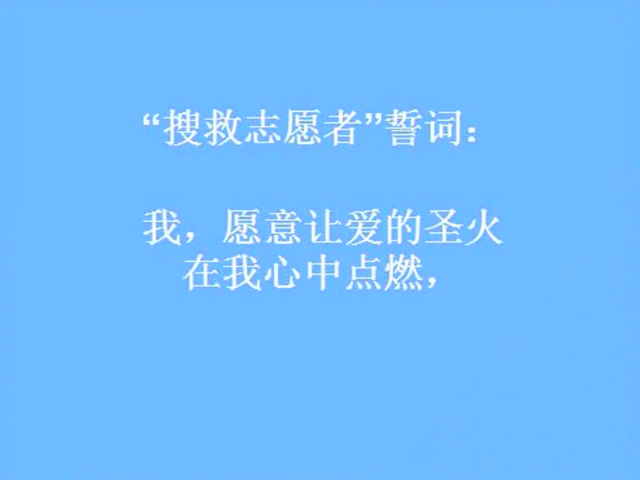 “搜救志愿者”誓词：
我，愿意让爱的圣火
在我心中点燃，